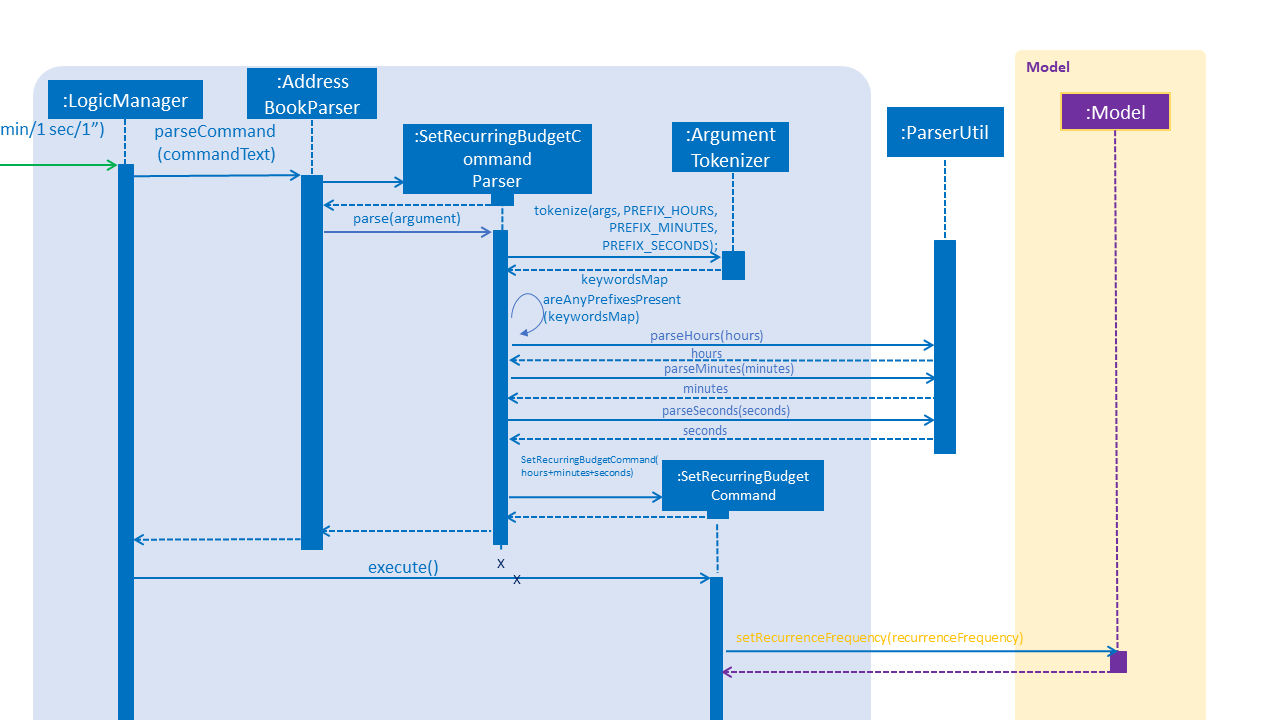 Model
:Address
BookParser
:LogicManager
:Model
min/1 sec/1”)
parseCommand
(commandText)
:SetRecurringBudgetC
ommand
Parser
:Argument
Tokenizer
:ParserUtil
parse(argument)
tokenize(args, PREFIX_HOURS,
PREFIX_MINUTES,
PREFIX_SECONDS);
keywordsMap
areAnyPrefixesPresent
(keywordsMap)
parseHours(hours)
hours
parseMinutes(minutes)
minutes
parseSeconds(seconds)
seconds
SetRecurringBudgetCommand(
hours+minutes+seconds)
:SetRecurringBudget
Command
X
X
execute()
setRecurrenceFrequency(recurrenceFrequency)